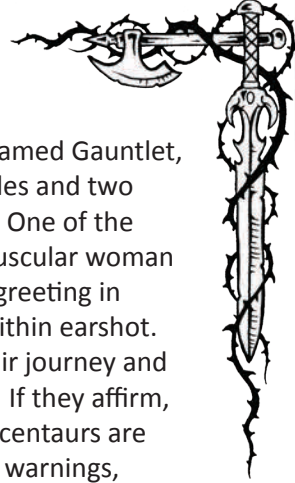 amed Gauntlet,
les and two
One of the
uscular woman
greeting in
ithin earshot.
ir journey and
If they affirm,
centaurs are
warnings,